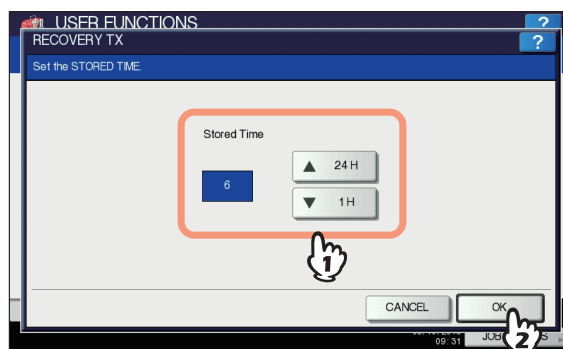 USER FUNCTIONS
?
RECOVERY TX
?
Set the STORED TIME.
Stored Time
6
▲ 24 H
▼ 1 H
1
CANCEL
OK
2
09 : 31